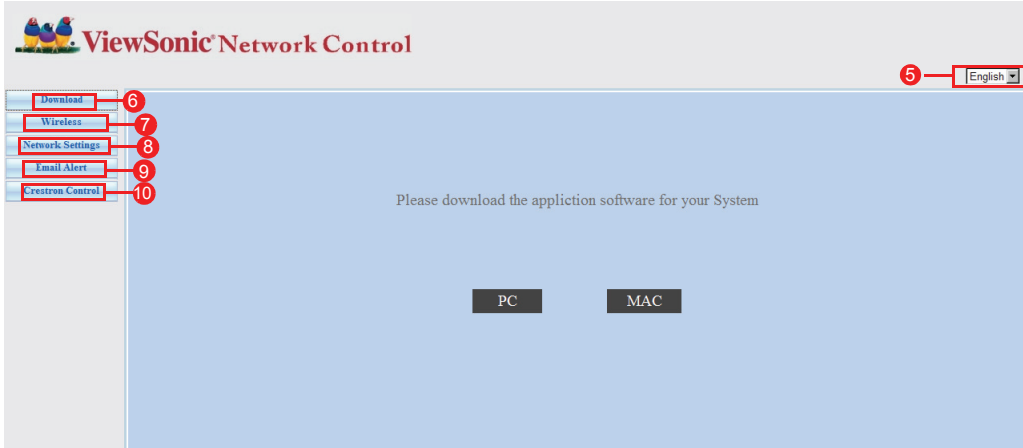 ViewSonic® Network Control
5 English
Download 6
Wireless 7
Network Settings 8
Email Alert 9
Crestron Control 10
Please download the appliction software for your System
PC MAC